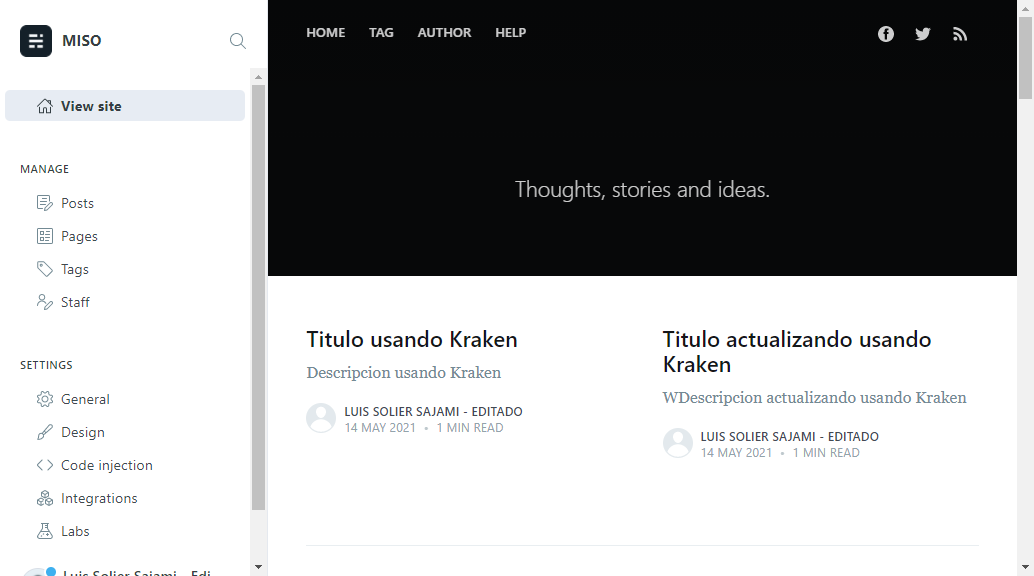 MISO
View site
MANAGE
Posts
Pages
Tags
Staff
SETTINGS
General
Design
Code injection
Integrations
Labs
Luis Solier Sajami - Edi
HOME TAG AUTHOR HELP
Thoughts, stories and ideas.
Titulo usando Kraken
Descripcion usando Kraken
LUIS SOLIER SAJAMI - EDITADO
14 MAY 2021 • 1 MIN READ
Titulo actualizando usando
Kraken
WDescripcion actualizando usando Kraken
LUIS SOLIER SAJAMI - EDITADO
14 MAY 2021 • 1 MIN READ